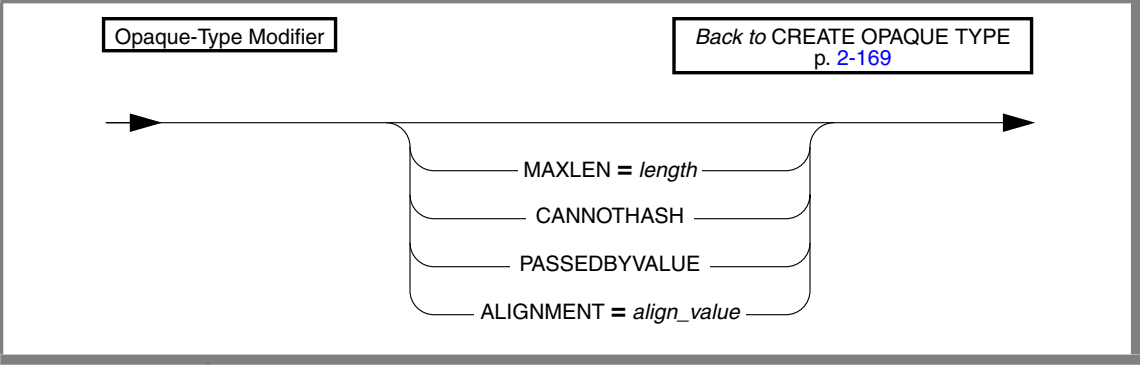 Opaque-Type Modifier
Back to CREATE OPAQUE TYPE
p. 2-169
MAXLEN = length
CANNOTHASH
PASSEDBYVALUE
ALIGNMENT = align_value